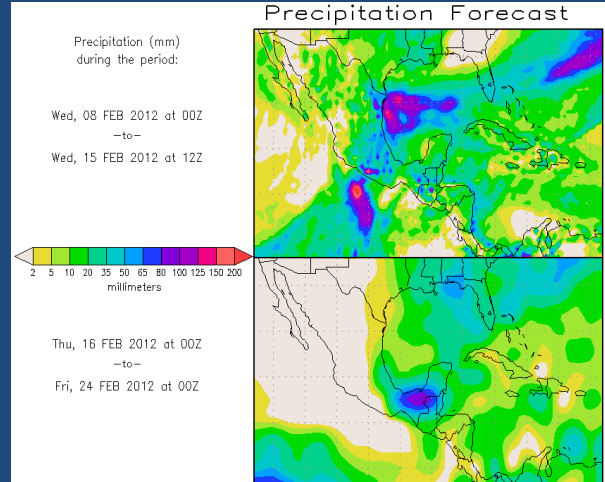 Precipitation Forecast
Precipitation (mm)
during the period:
Wed, 08 FEB 2012 at 00Z
-to-
Wed, 15 FEB 2012 at 12Z
2 5 10 20 35 50 65 80 100 125 150 200
millimeters
Thu, 16 FEB 2012 at 00Z
-to-
Fri, 24 FEB 2012 at 00Z